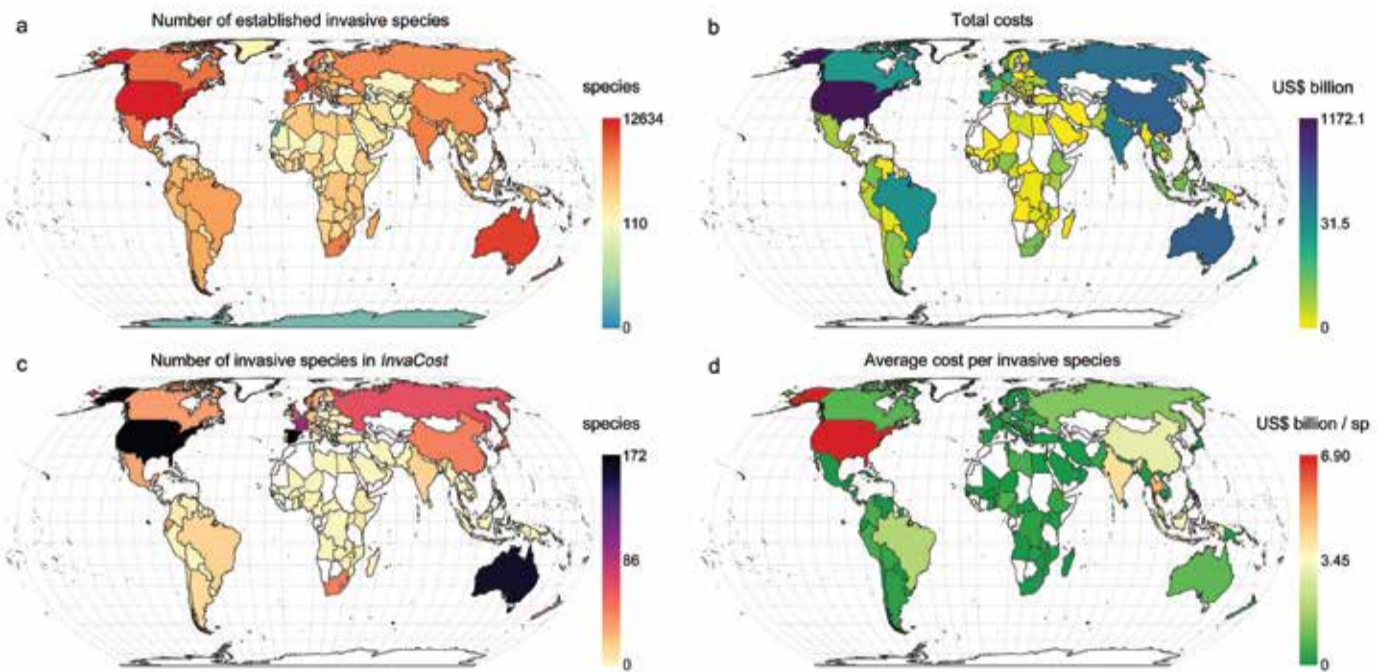 a
Number of established invasive species
species
12634
110
0
b
Total costs
US$ billion
1172.1
31.5
0
c
Number of invasive species in InvaCost
species
172
86
0
d
Average cost per invasive species
US$ billion / sp
6.90
3.45
0